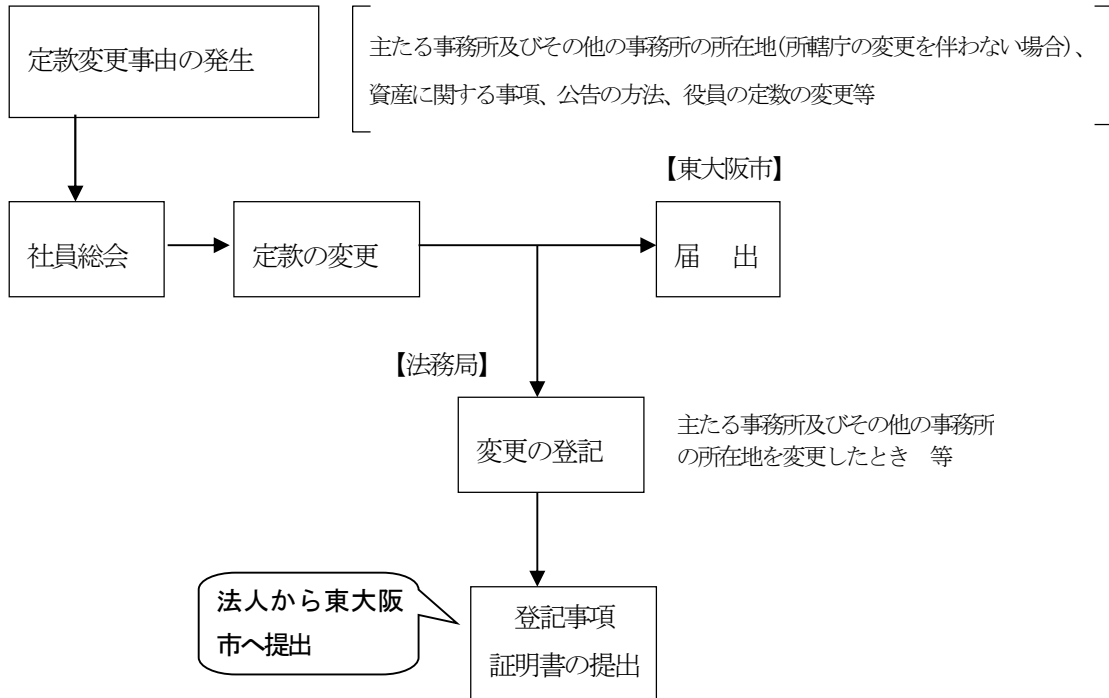 定款変更事由の発生
主たる事務所及びその他の事務所の所在地(所轄庁の変更を伴わない場合)、
資産に関する事項、公告の方法、役員の定数の変更等
【東大阪市】
社員総会
定款の変更
届　出
【法務局】
変更の登記
主たる事務所及びその他の事務所
の所在地を変更したとき　等
法人から東大阪
市へ提出
登記事項
証明書の提出